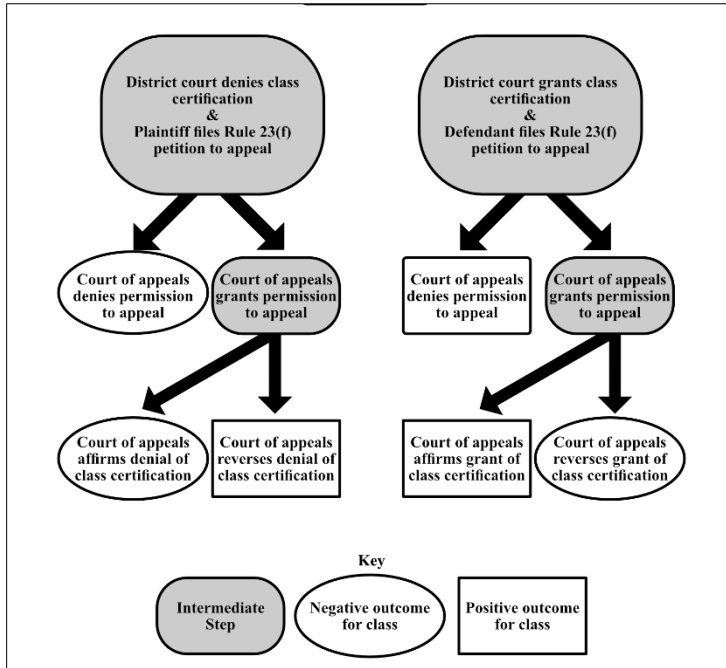 District court denies class
certification
&
Plaintiff files Rule 23(f)
petition to appeal
District court grants class
certification
&
Defendant files Rule 23(f)
petition to appeal
Court of appeals
denies permission
to appeal
Court of appeals
grants permission
to appeal
Court of appeals
denies permission
to appeal
Court of appeals
grants permission
to appeal
Court of appeals
affirms denial of
class certification
Court of appeals
reverses denial of
class certification
Court of appeals
affirms grant of
class certification
Court of appeals
reverses grant of
class certification
Key
Intermediate
Step
Negative outcome
for class
Positive outcome
for class